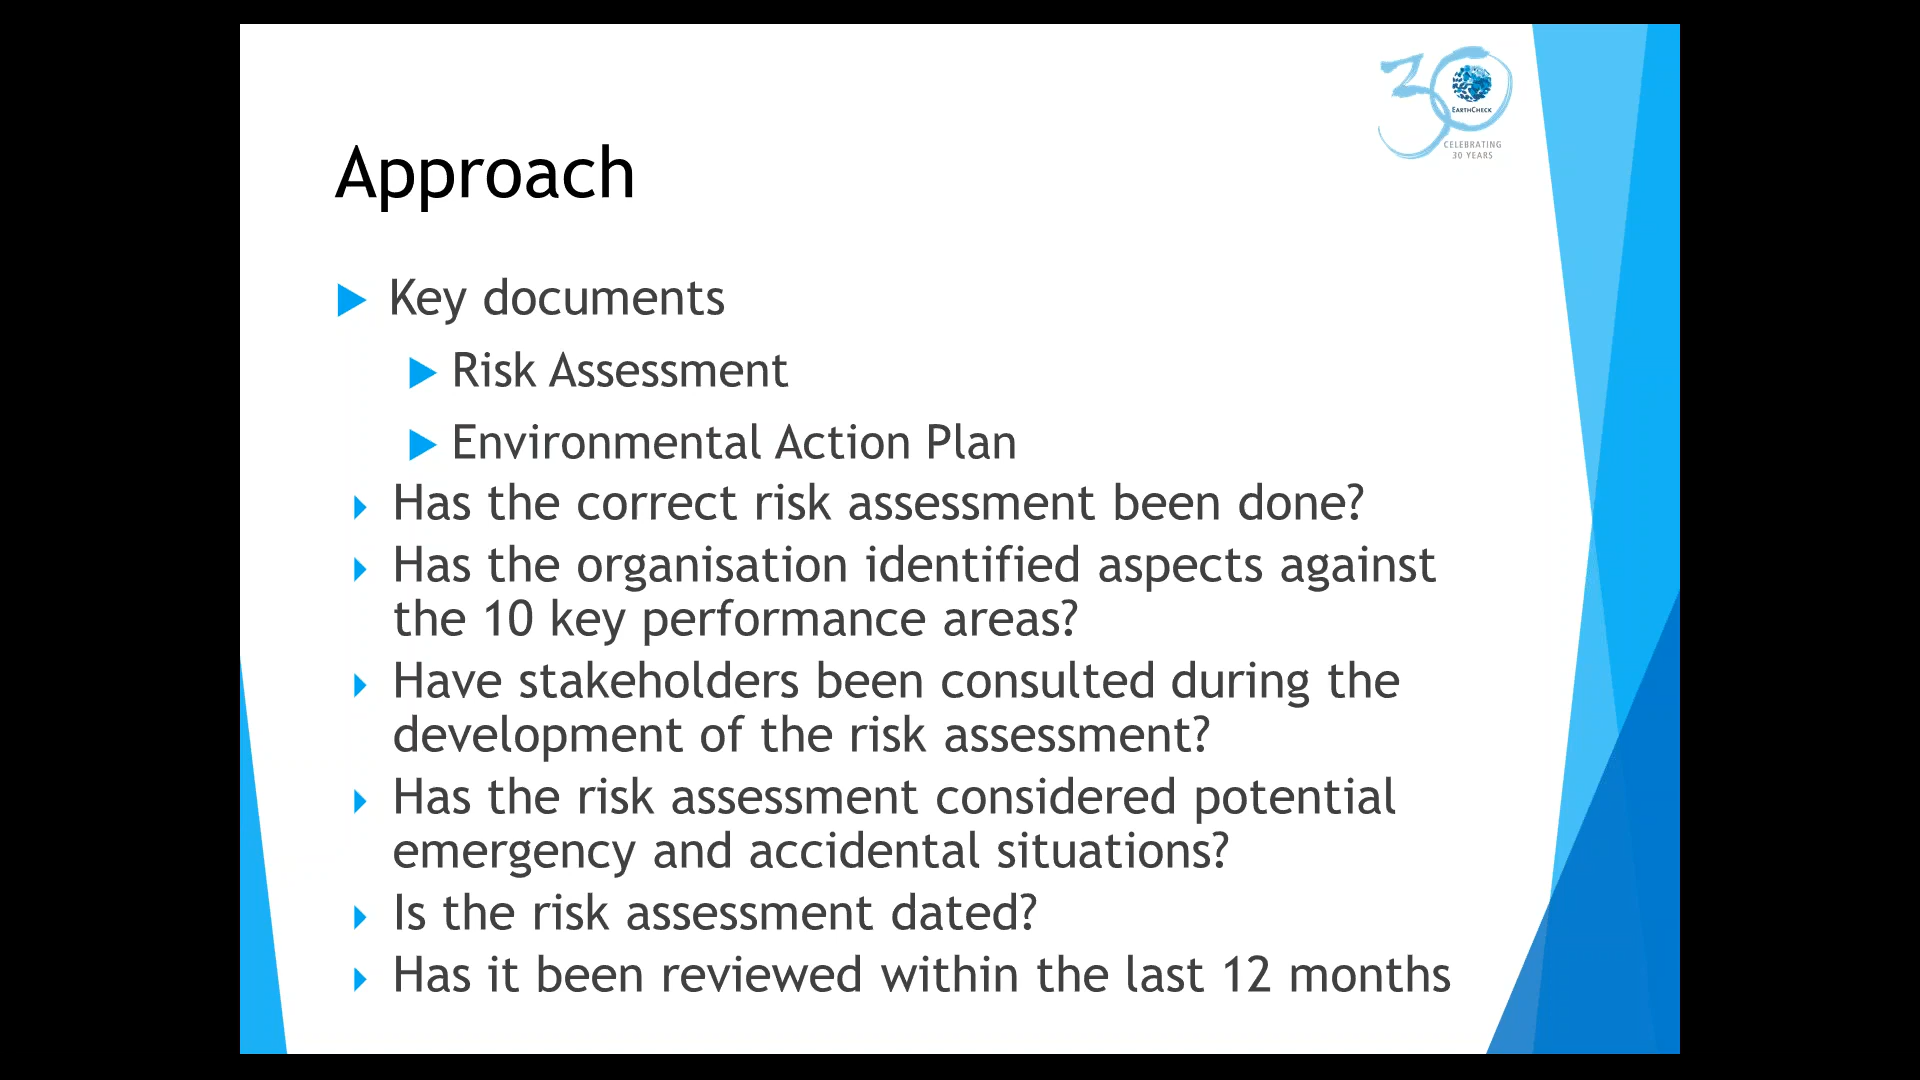 30
EARTHCHECK
CELEBRATING
30 YEARS
Approach
Key documents
Risk Assessment
Environmental Action Plan
Has the correct risk assessment been done?
Has the organisation identified aspects against
the 10 key performance areas?
Have stakeholders been consulted during the
development of the risk assessment?
Has the risk assessment considered potential
emergency and accidental situations?
Is the risk assessment dated?
Has it been reviewed within the last 12 months